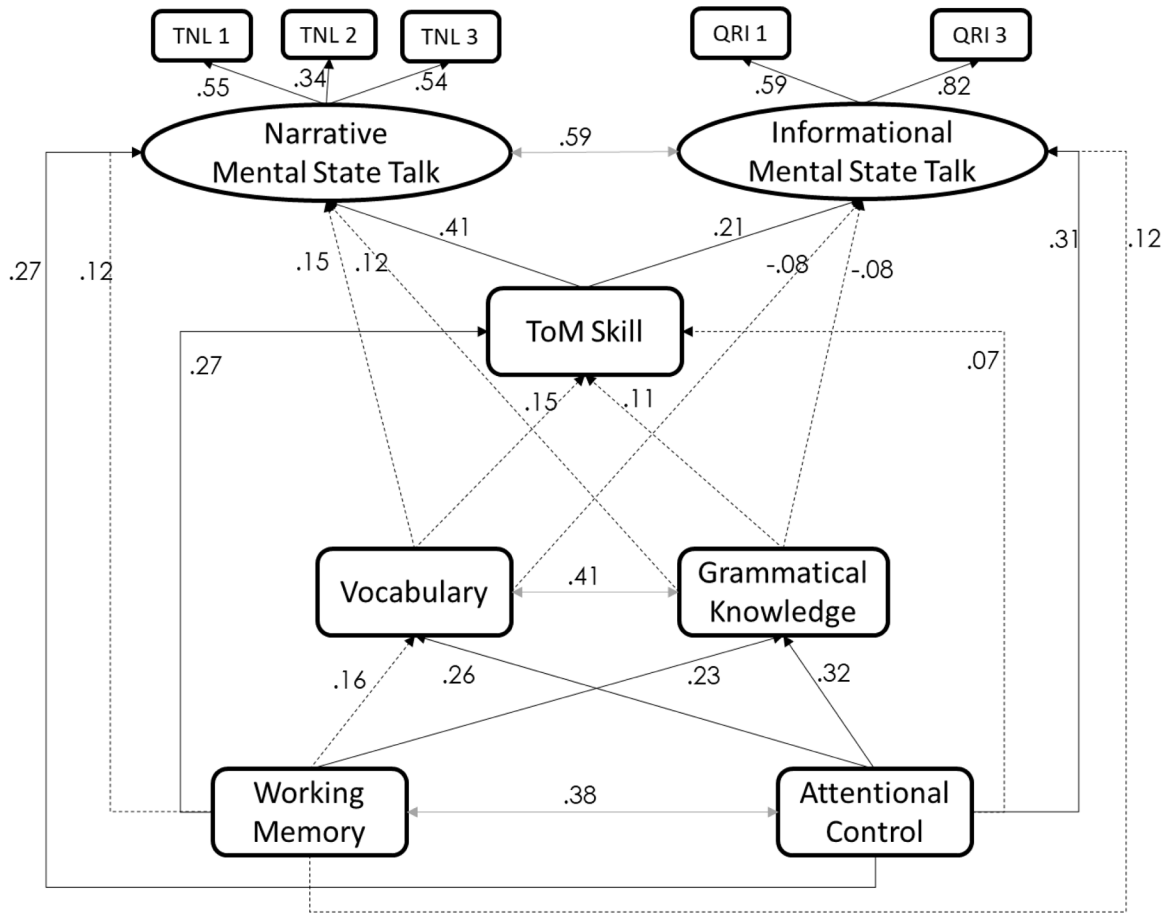 TNL 1
TNL 2
TNL 3
QRI 1
QRI 3
.55
.34
.54
.59
.82
Narrative
Mental State Talk
.59
Informational
Mental State Talk
.41
.21
.27
.12
.15
.12
-.08
-.08
.31
.12
ToM Skill
.27
.07
.15
.11
Vocabulary
.41
Grammatical
Knowledge
.16
.26
.23
.32
Working
Memory
.38
Attentional
Control